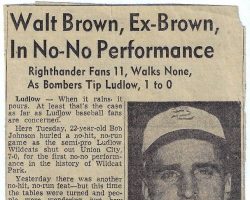 Walt Brown, Ex-Brown,
In No-No Performance
Righthander Fans 11, Walks None,
As Bombers Tip Ludlow, 1 to 0
Ludlow — When it rains it
pours. At least that's the case
as far as Ludlow baseball fans
are concerned.
Here Tuesday, 22-year-old Bob
Johnson hurled a no-hit, no-run
game as the semi-pro Ludlow
Wildcats shut out Union City,
7-0, for the first no-no perform-
ance in the history of Wildcat
Park.
Yesterday there was another
no-hit, no-run feat—but this time
the tables were turned and peo-